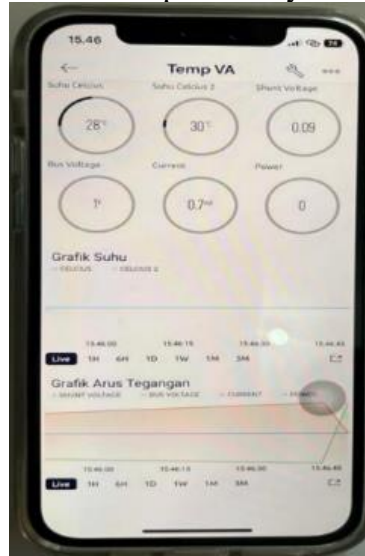 15.46
Temp VA
Suhu Celcius Suhu Celcius 2 Shunt Voltage
28°C 30°C 0.09
Bus Voltage Current Power
0.7 0
Grafik Suhu
CELCIUS CELCIUS 2
15:46:00 15:46:15 15:46:30 15:46:45
Live 1H 6H 1D 1W 1M 3M
Grafik Arus Tegangan
SHUNT VOLTAGE BUS VOLTAGE CURRENT POWER
15:46:00 15:46:15 15:46:30 15:46:45
Live 1H 6H 1D 1W 1M 3M